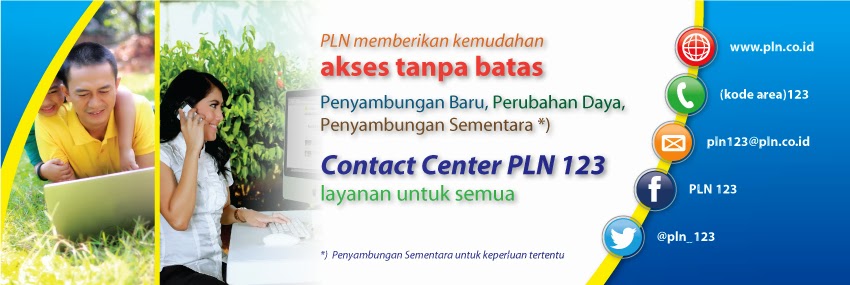 PLN memberikan kemudahan
akses tanpa batas
Penyambungan Baru, Perubahan Daya,
Penyambungan Sementara *)
Contact Center PLN 123
layanan untuk semua
*) Penyambungan Sementara untuk keperluan tertentu
www.pln.co.id
(kode area)123
pln123@pln.co.id
f
PLN 123
@pln_123